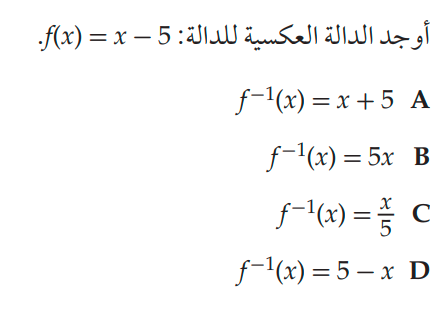 أوجد الدالة العكسية للدالة: f(x) = x − 5.
A f⁻¹(x) = x + 5
B f⁻¹(x) = 5x
C f⁻¹(x) = x/5
D f⁻¹(x) = 5 − x